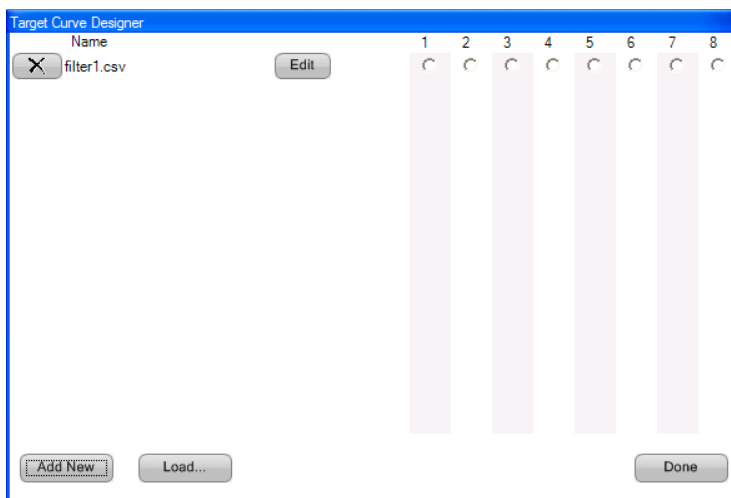 Target Curve Designer
Name 1 2 3 4 5 6 7 8
filter1.csv Edit
Add New Load... Done